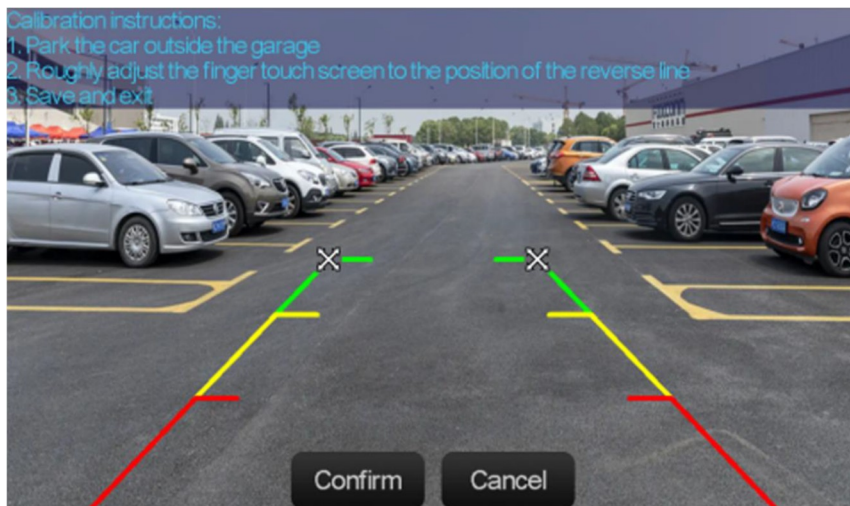 Calibration instructions:
1. Park the car outside the garage
2. Roughly adjust the finger touch screen to the position of the reverse line
3. Save and exit
FOXCONN
Confirm
Cancel